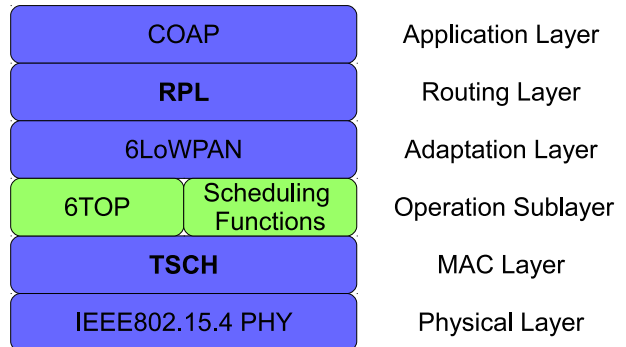 COAP Application Layer
RPL Routing Layer
6LoWPAN Adaptation Layer
6TOP Scheduling Functions Operation Sublayer
TSCH MAC Layer
IEEE802.15.4 PHY Physical Layer